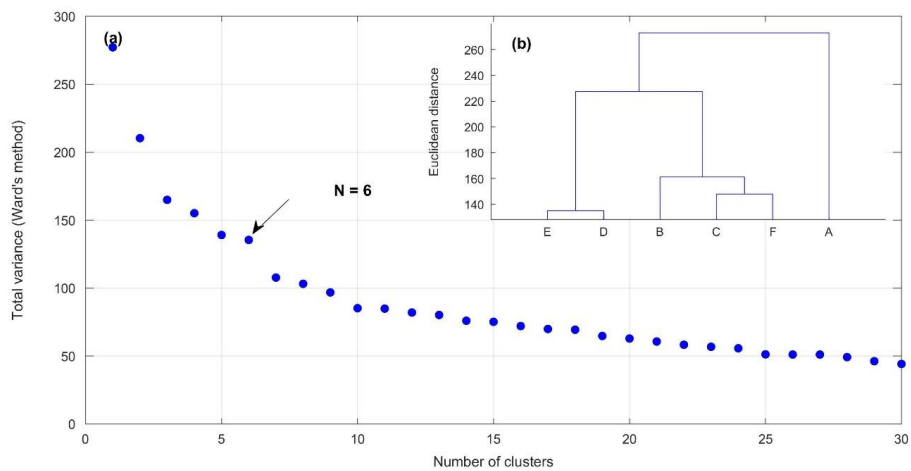 (a)
Total variance (Ward's method)
300
250
200
150
100
50
0
N = 6
0 5 10 15 20 25 30
Number of clusters
(b)
Euclidean distance
260
240
220
200
180
160
140
E D B C F A